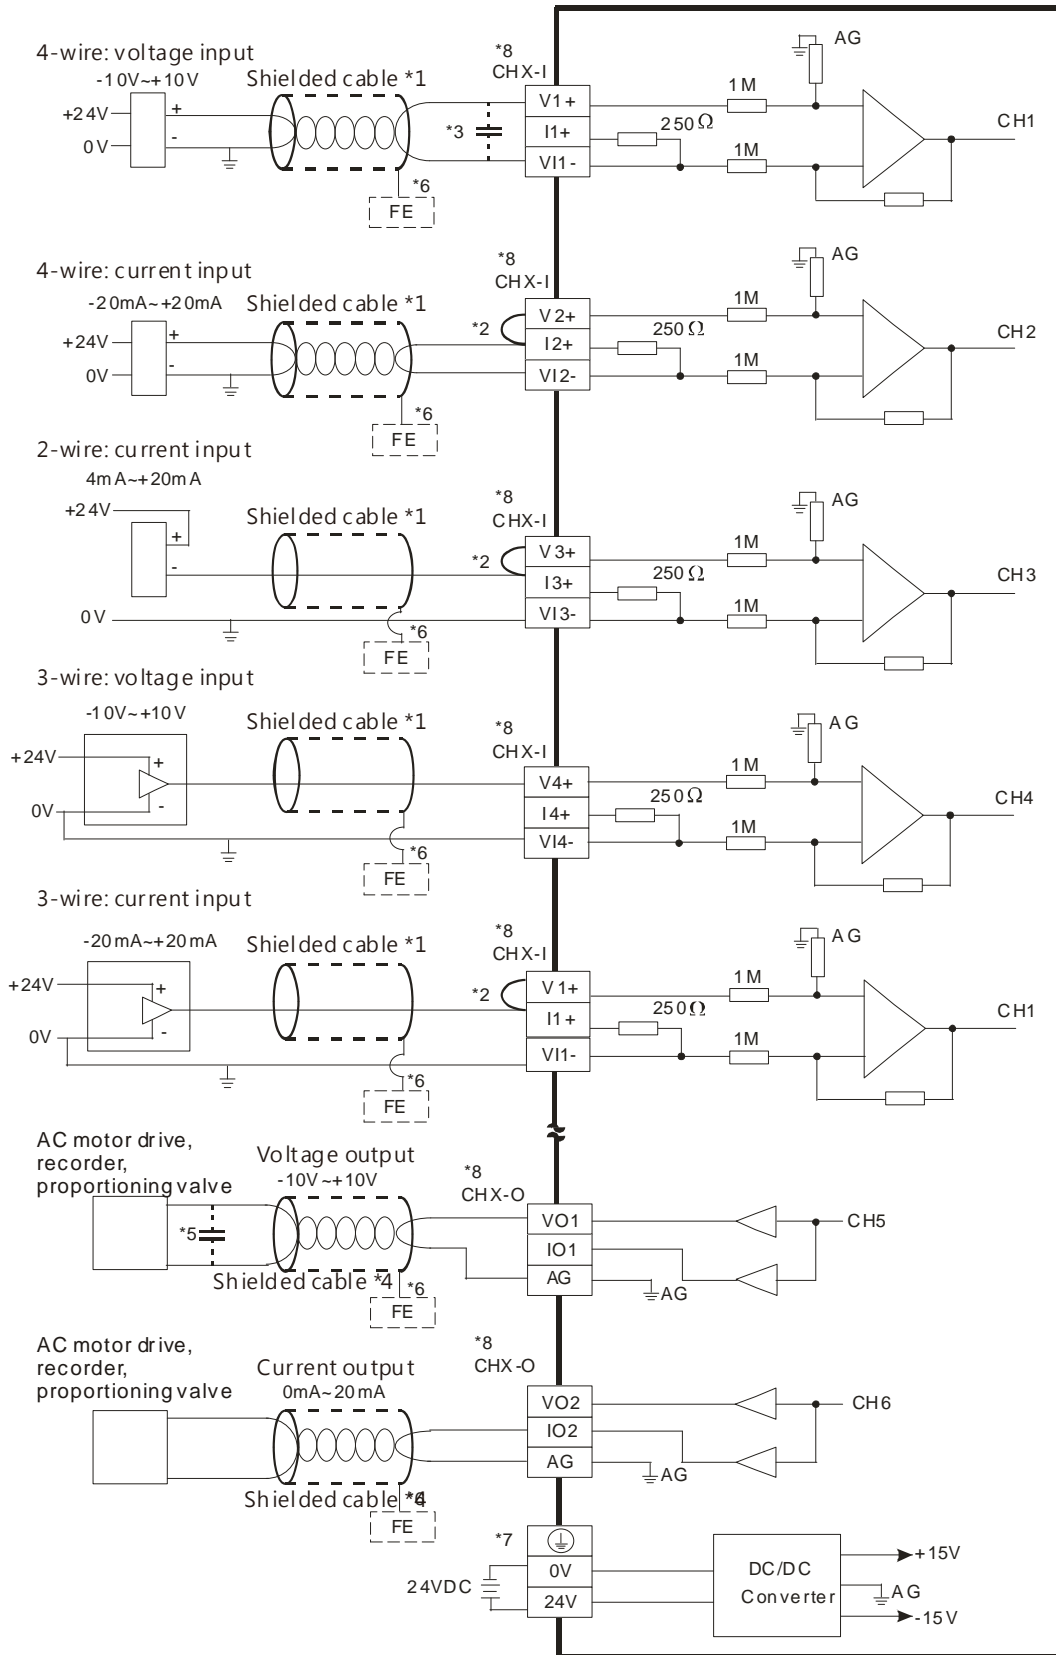 4-wire: voltage input
-10V~+10V
+24V
0V
+
-
Shielded cable *1
*3
*6
FE
*8
CHX-I
V1+
I1+
VI1-
250Ω
1M
1M
AG
CH1
4-wire: current input
-20mA~+20mA
+24V
0V
+
-
Shielded cable *1
*2
*6
FE
*8
CHX-I
V2+
I2+
VI2-
250Ω
1M
1M
AG
CH2
2-wire: current input
4mA~+20mA
+24V
+
-
0V
Shielded cable *1
*2
*6
FE
*8
CHX-I
V3+
I3+
VI3-
250Ω
1M
1M
AG
CH3
3-wire: voltage input
-10V~+10V
+24V
0V
+
-
Shielded cable *1
*6
FE
*8
CHX-I
V4+
I4+
VI4-
250Ω
1M
1M
AG
CH4
3-wire: current input
-20mA~+20mA
+24V
0V
+
-
Shielded cable *1
*2
*6
FE
*8
CHX-I
V1+
I1+
VI1-
250Ω
1M
1M
AG
CH1
AC motor drive,
recorder,
proportioning valve
*5
Voltage output
-10V~+10V
Shielded cable *4
*6
FE
*8
CHX-O
VO1
IO1
AG
AG
CH5
AC motor drive,
recorder,
proportioning valve
Current output
0mA~20mA
Shielded cable *4
*6
FE
*8
CHX-O
VO2
IO2
AG
AG
CH6
*7
0V
24V
24VDC
DC/DC
Converter
+15V
AG
-15V